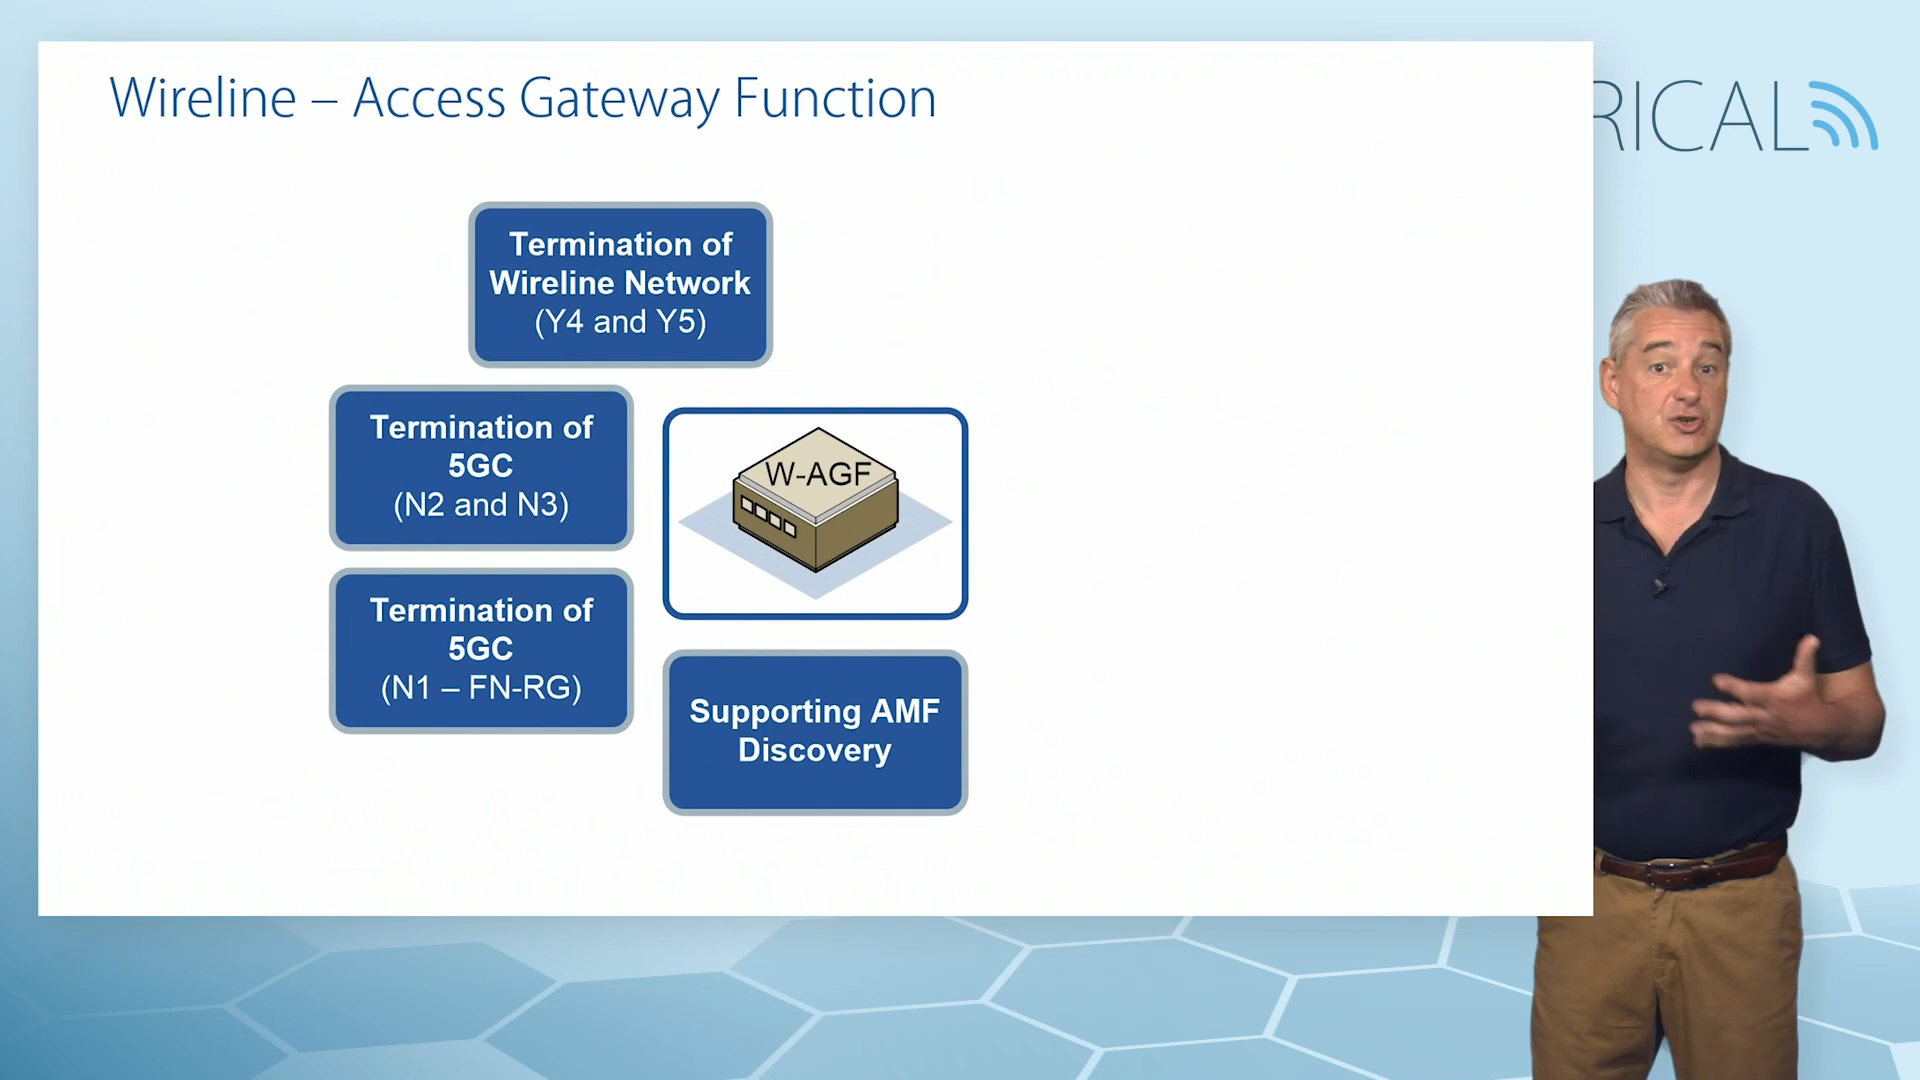 Wireline – Access Gateway Function
RICAL
Termination of
Wireline Network
(Y4 and Y5)
Termination of
5GC
(N2 and N3)
W-AGF
Termination of
5GC
(N1 – FN-RG)
Supporting AMF
Discovery